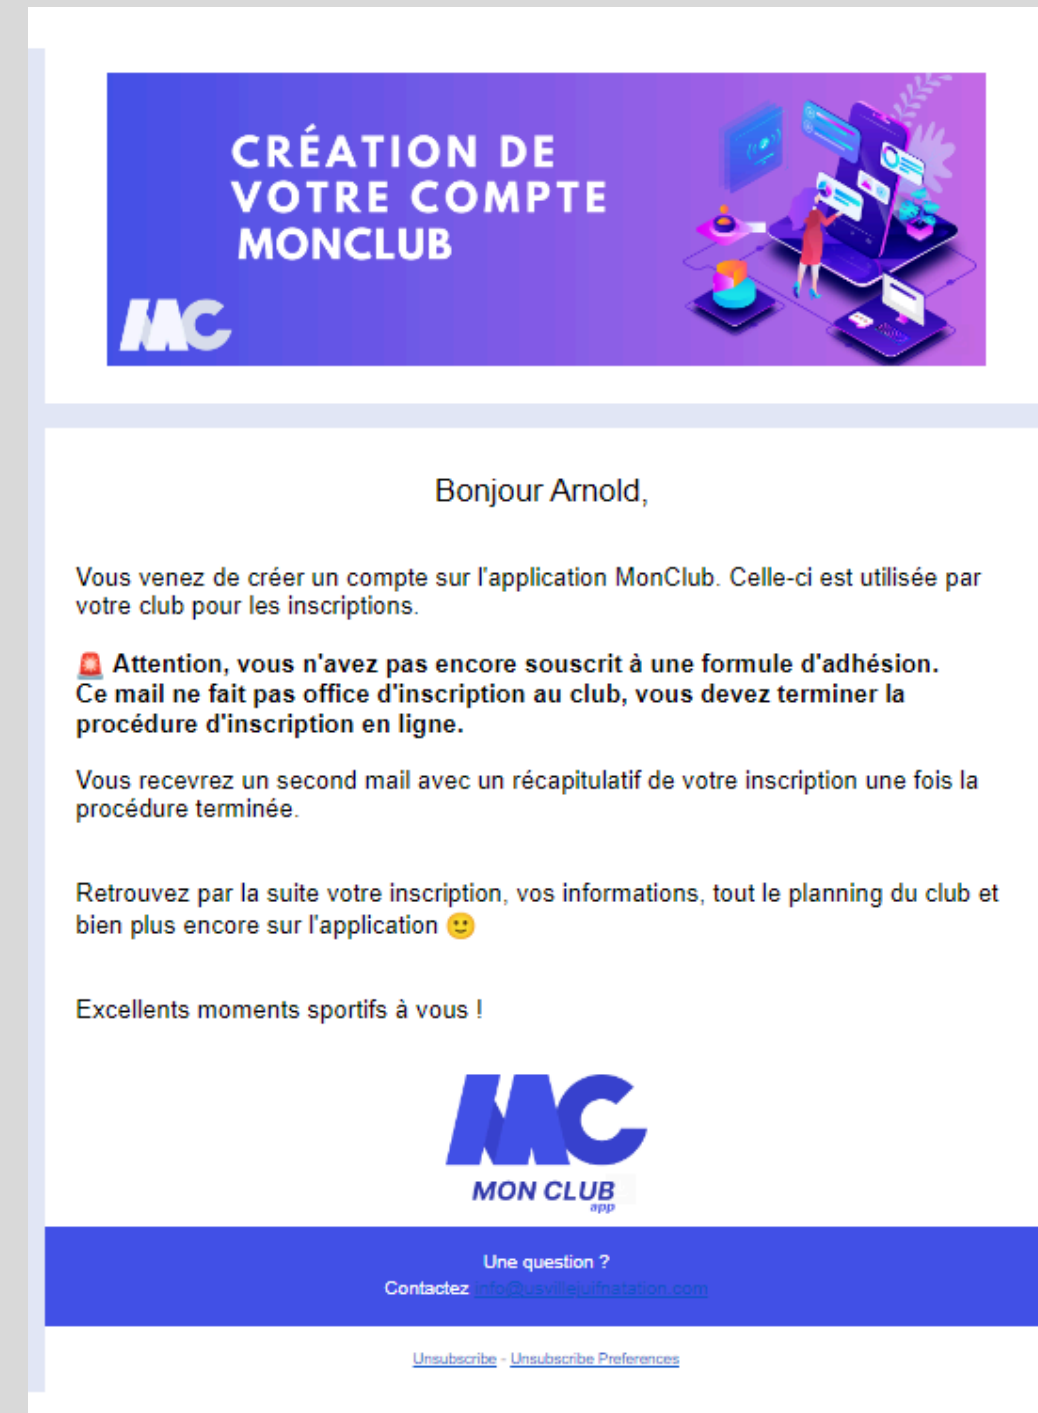 CRÉATION DE
VOTRE COMPTE
MONCLUB
MC
Bonjour Arnold,
Vous venez de créer un compte sur l'application MonClub. Celle-ci est utilisée par
votre club pour les inscriptions.
🚨 Attention, vous n'avez pas encore souscrit à une formule d'adhésion.
Ce mail ne fait pas office d'inscription au club, vous devez terminer la
procédure d'inscription en ligne.
Vous recevrez un second mail avec un récapitulatif de votre inscription une fois la
procédure terminée.
Retrouvez par la suite votre inscription, vos informations, tout le planning du club et
bien plus encore sur l'application 🙂
Excellents moments sportifs à vous !
MC
MON CLUB
app
Une question ?
Contactez info@usvillejuifnatation.com
Unsubscribe - Unsubscribe Preferences